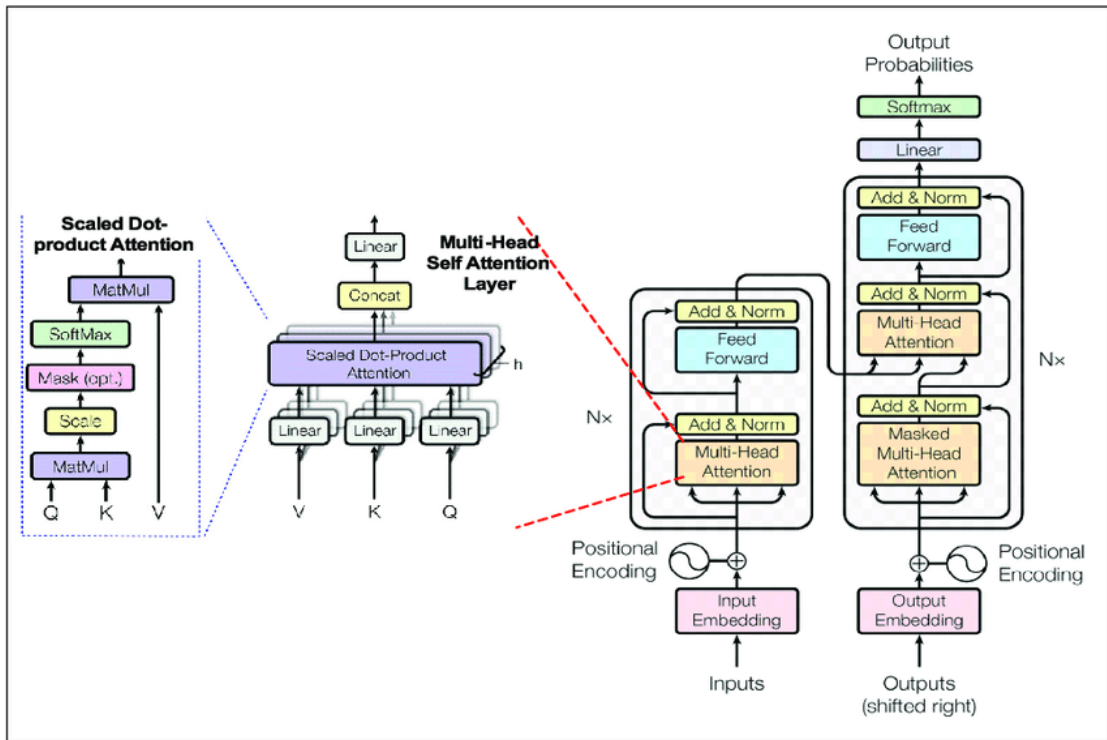 Scaled Dot-
product Attention
MatMul
SoftMax
Mask (opt.)
Scale
MatMul
Q K V
Linear
Multi-Head
Self Attention
Layer
Concat
Scaled Dot-Product
Attention
h
Linear Linear Linear
V K Q
Add & Norm
Feed
Forward
Nx
Add & Norm
Multi-Head
Attention
Positional
Encoding
Input
Embedding
Inputs
Output
Probabilities
Softmax
Linear
Add & Norm
Feed
Forward
Add & Norm
Multi-Head
Attention
Nx
Add & Norm
Masked
Multi-Head
Attention
Positional
Encoding
Output
Embedding
Outputs
(shifted right)